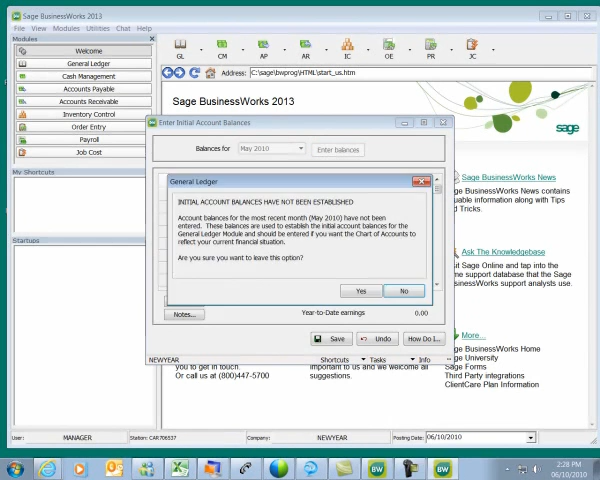 Sage BusinessWorks 2013
File View Modules Utilities Chat Help
Modules
Welcome
General Ledger
Cash Management
Accounts Payable
Accounts Receivable
Inventory Control
Order Entry
Payroll
Job Cost
My Shortcuts
Startups
GL CM AP AR IC OE PR JC
Address: C:\sage\bwprog\HTML\start_us.htm
Sage BusinessWorks 2013
sage
Enter Initial Account Balances
Balances for May 2010 Enter balances
General Ledger
INITIAL ACCOUNT BALANCES HAVE NOT BEEN ESTABLISHED
Account balances for the most recent month (May 2010) have not been
entered. These balances are used to establish the initial account balances for the
General Ledger Module and should be entered if you want the Chart of Accounts to
reflect your current financial situation.
Are you sure you want to leave this option?
Yes No
Notes...
Year-to-Date earnings 0.00
Save Undo How Do I...
NEWYEAR Shortcuts Tasks Info
Sage BusinessWorks News
ge BusinessWorks News contains
uable information along with Tips
d Tricks.
Ask The Knowledgebase
sit Sage Online and tap into the
me support database that the Sage
usinessWorks support analysts use.
More...
ge BusinessWorks Home
ge University
Sage Forms
Third Party integrations
ClientCare Plan Information
you to get in touch.
Or call us at (800)447-5700
important to us and we welcome all
suggestions.
User: MANAGER Station: CAR706537 Company: NEWYEAR Posting Date: 06/10/2010
BW BW
2:28 PM
06/10/2010